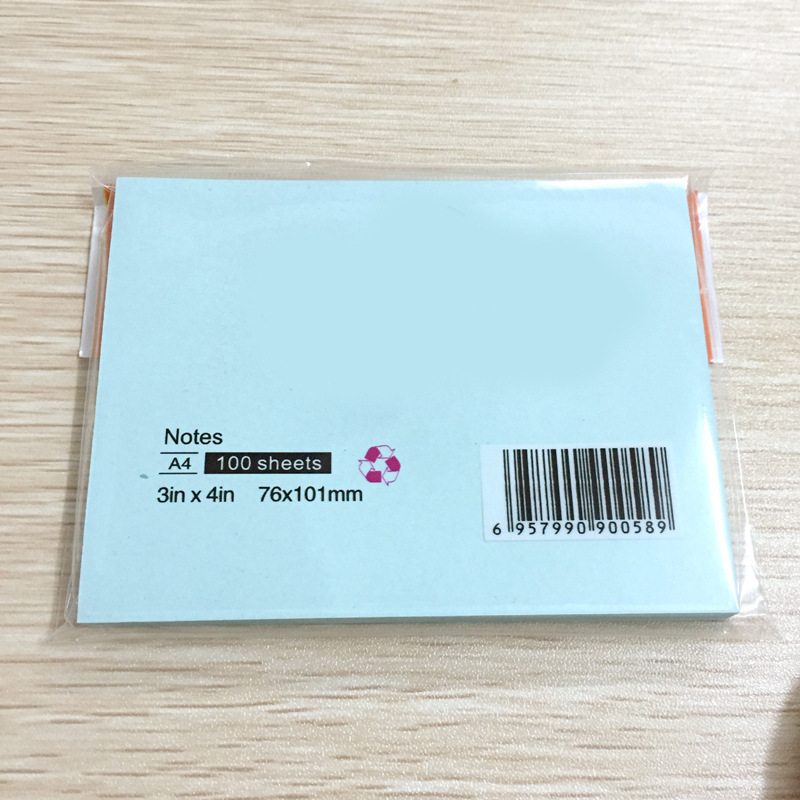 Notes
A4 100 sheets
3in x 4in 76x101mm
6 957990 900589